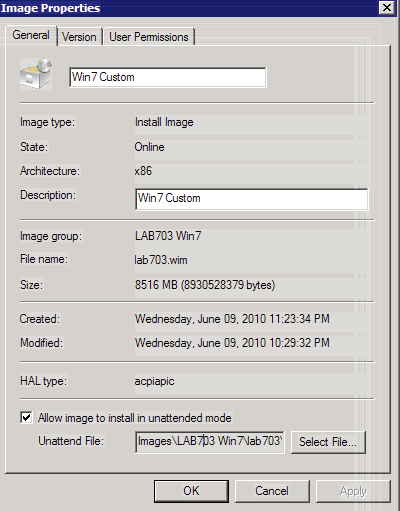 Image Properties
General Version User Permissions
Win7 Custom
Image type: Install Image
State: Online
Architecture: x86
Description: Win7 Custom
Image group: LAB703 Win7
File name: lab703.wim
Size: 8516 MB (8930528379 bytes)
Created: Wednesday, June 09, 2010 11:23:34 PM
Modified: Wednesday, June 09, 2010 10:29:32 PM
HAL type: acpiapic
Allow image to install in unattended mode
Unattend File: Images\LAB703 Win7\lab703\ Select File...
OK Cancel Apply